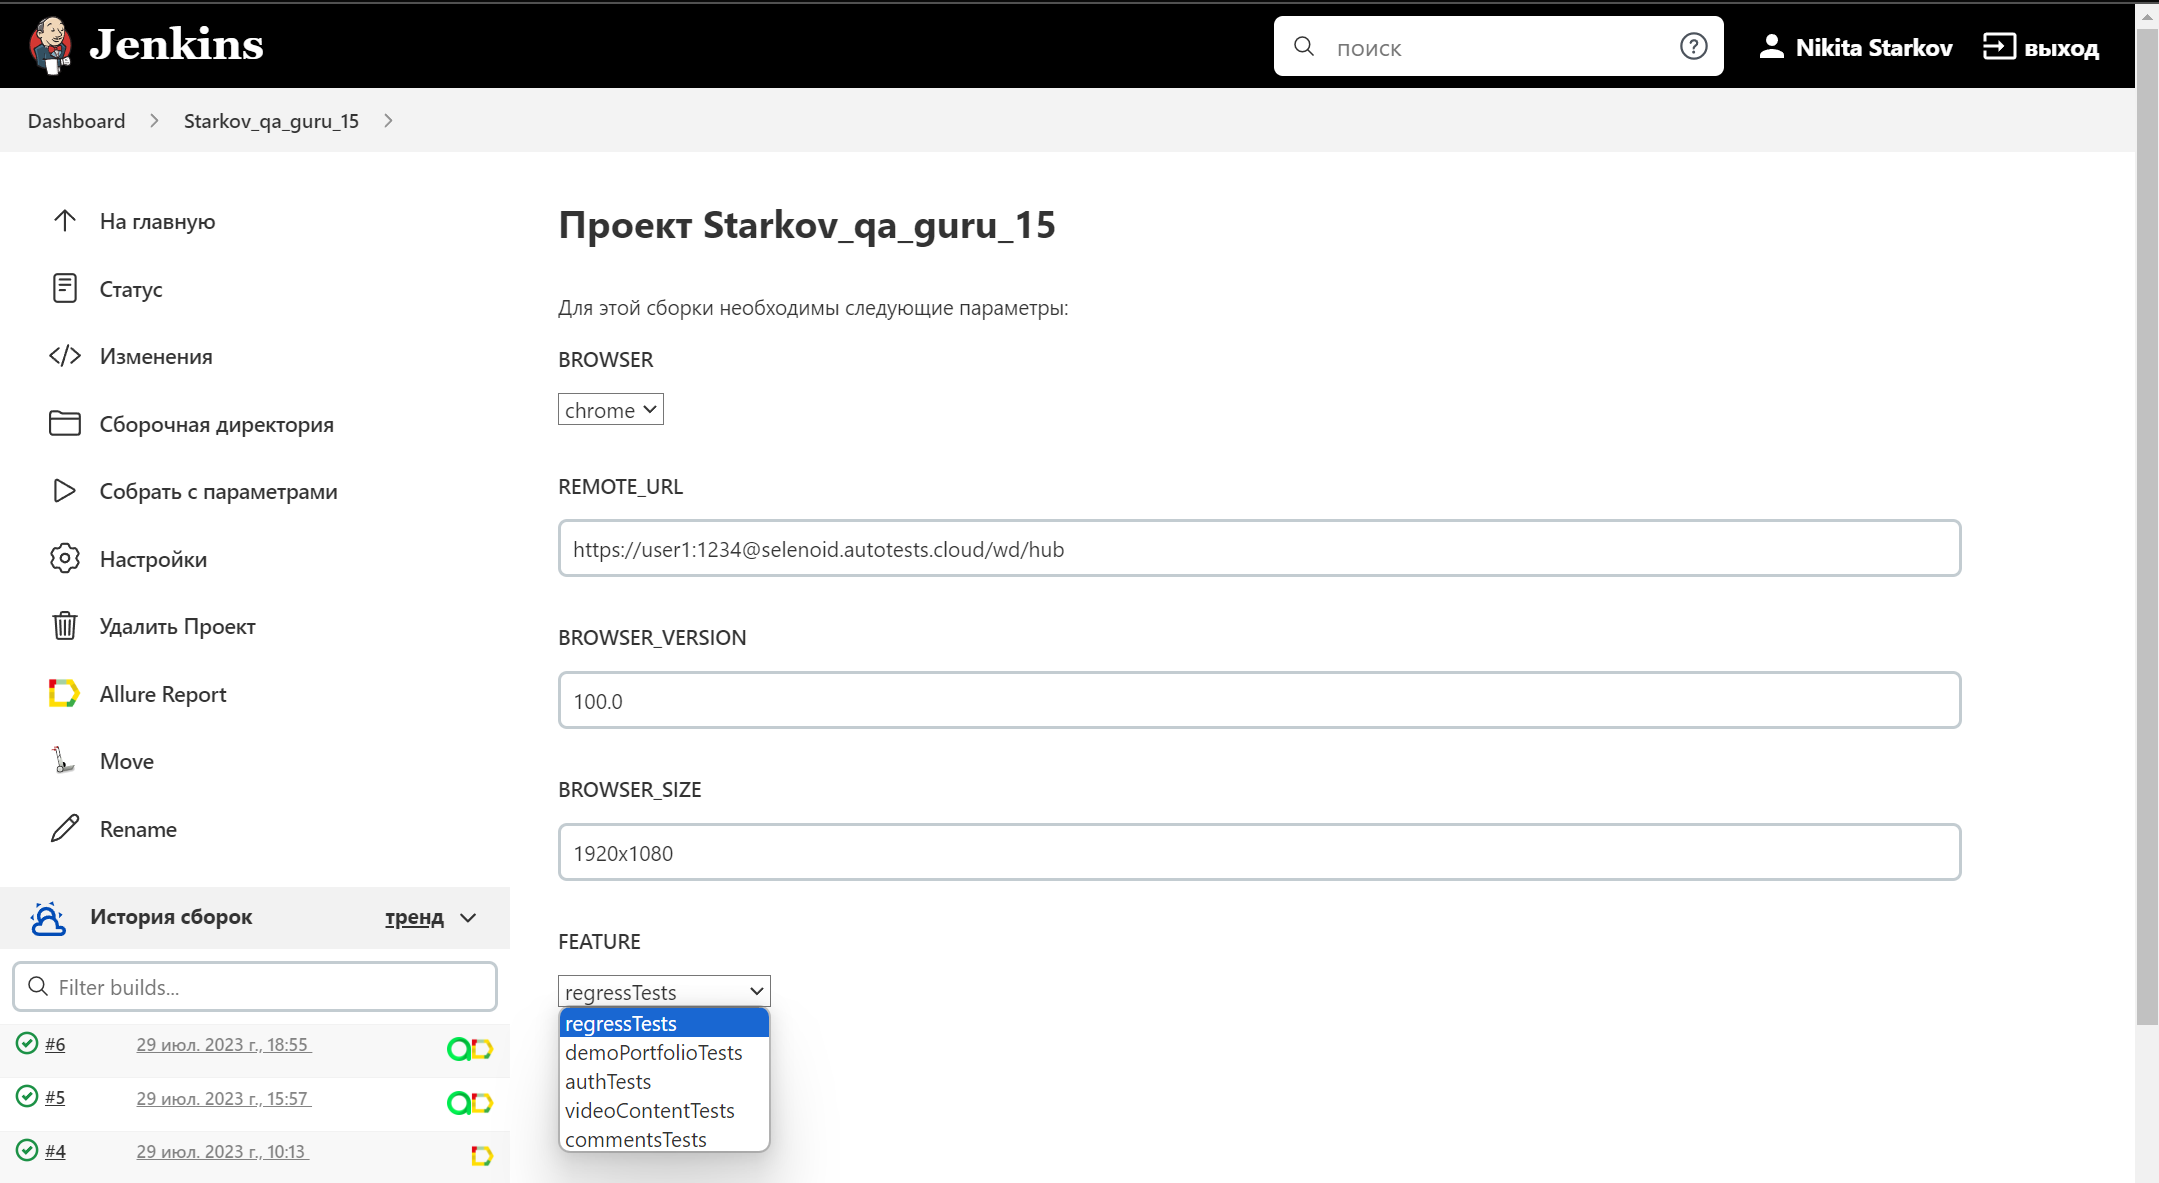 Jenkins
поиск
Nikita Starkov
выход
Dashboard
Starkov_qa_guru_15
На главную
Статус
Изменения
Сборочная директория
Собрать с параметрами
Настройки
Удалить Проект
Allure Report
Move
Rename
История сборок
тренд
Filter builds...
#6 29 июл. 2023 г., 18:55
#5 29 июл. 2023 г., 15:57
#4 29 июл. 2023 г., 10:13
Проект Starkov_qa_guru_15
Для этой сборки необходимы следующие параметры:
BROWSER
chrome
REMOTE_URL
https://user1:1234@selenoid.autotests.cloud/wd/hub
BROWSER_VERSION
100.0
BROWSER_SIZE
1920x1080
FEATURE
regressTests
regressTests
demoPortfolioTests
authTests
videoContentTests
commentsTests